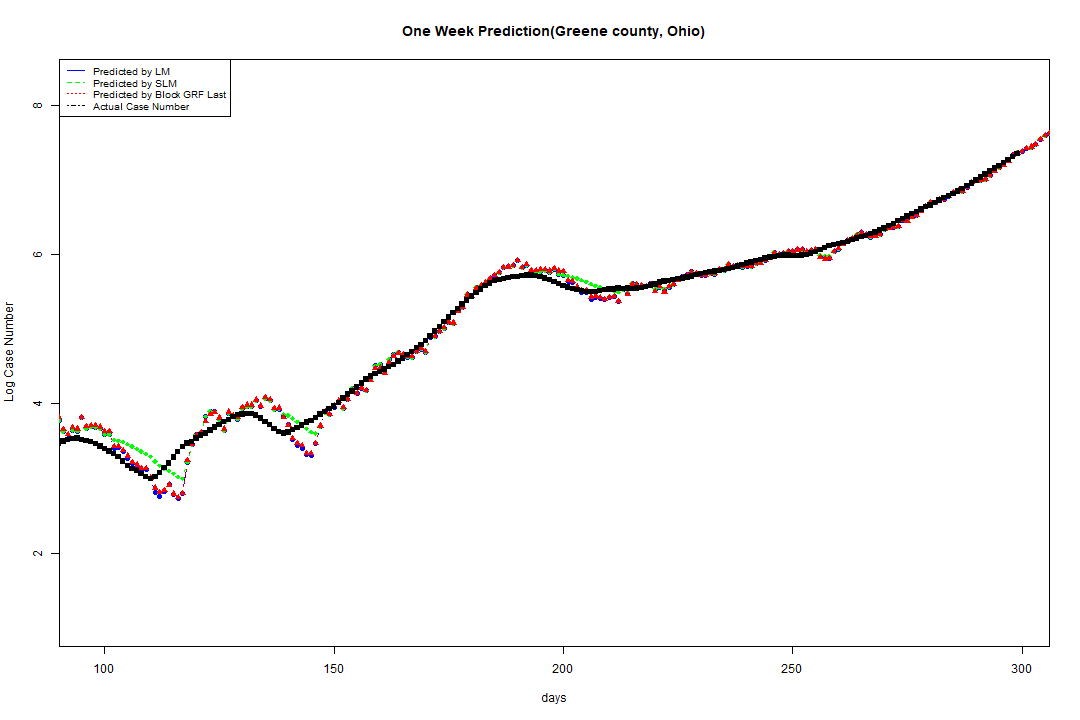 One Week Prediction(Greene county, Ohio)
Predicted by LM
Predicted by SLM
Predicted by Block GRF Last
Actual Case Number
8
6
4
2
Log Case Number
100 150 200 250 300
days